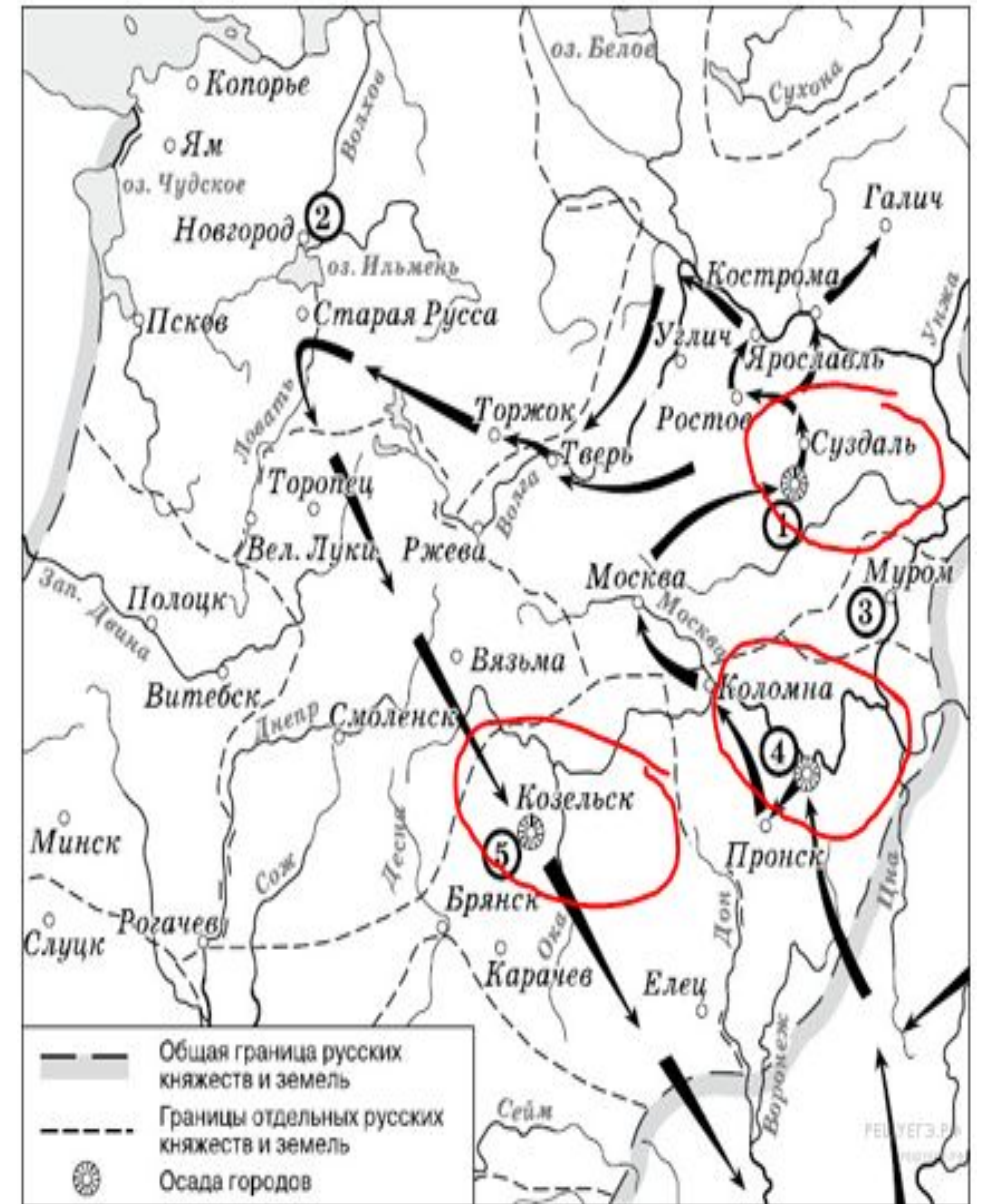 оз. Белое
Сухона
Копорье
Волхов
Ям
оз. Чудское
Галич
Новгород
2
оз. Ильмень
Кострома
Унжа
Псков
Старая Русса
Углич
Ярославль
Ловать
Торжок
Ростов
Тверь
Суздаль
Торопец
Волга
1
Вел. Луки
Ржева
Москва
Муром
Зап. Двина
Полоцк
Москва
3
Вязьма
Витебск
Коломна
Днепр
Смоленск
4
Козельск
Минск
Десна
5
Пронск
Сож
Цна
Брянск
Дон
Слуцк
Рогачев
Ока
Карачев
Елец
Воронеж
Общая граница русских
княжеств и земель
Границы отдельных русских
княжеств и земель
Сейм
Осада городов